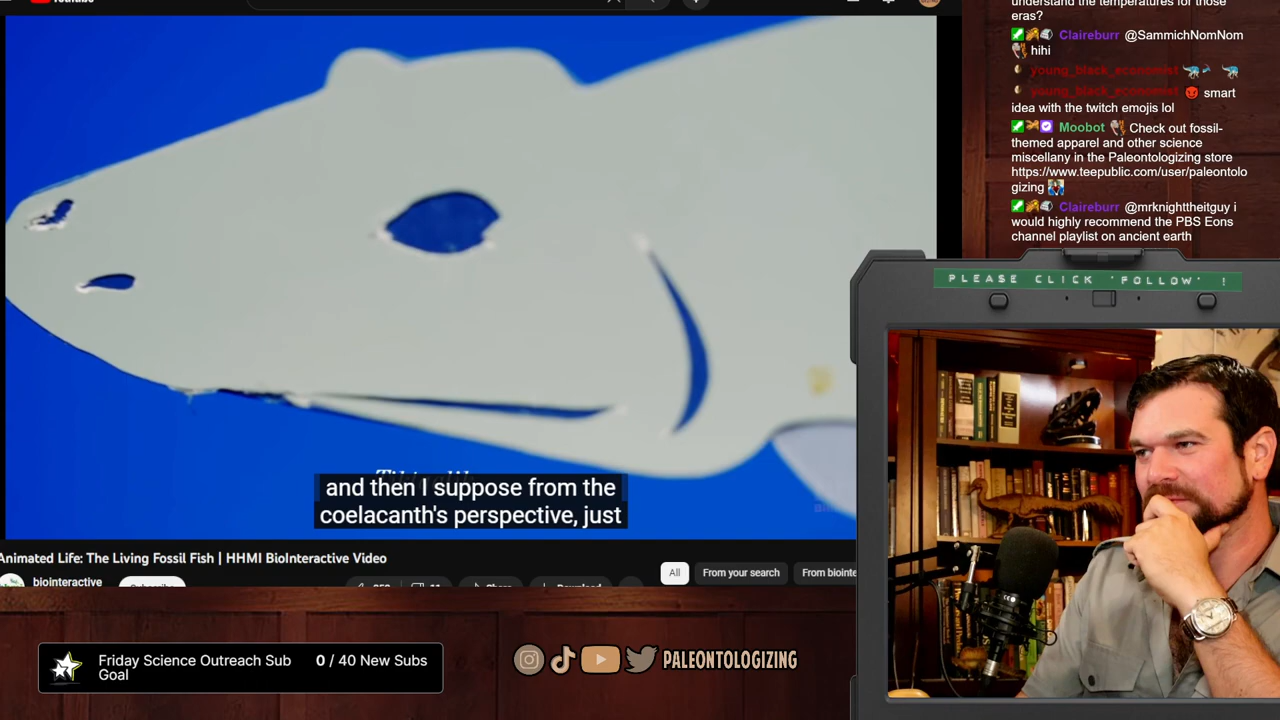 understand the temperatures for those
eras?
Claireburr @SammichNomNom
hihi
young_black_economist
young_black_economist smart
idea with the twitch emojis lol
Moobot Check out fossil-
themed apparel and other science
miscellany in the Paleontologizing store
https://www.teepublic.com/user/paleontolo
gizing
Claireburr @mrknighttheitguy i
would highly recommend the PBS Eons
channel playlist on ancient earth
PLEASE CLICK 'FOLLOW' !
and then I suppose from the
coelacanth's perspective, just
Animated Life: The Living Fossil Fish | HHMI BioInteractive Video
biointeractive
All
From your search
From biointe
Friday Science Outreach Sub
Goal
0 / 40 New Subs
PALEONTOLOGIZING